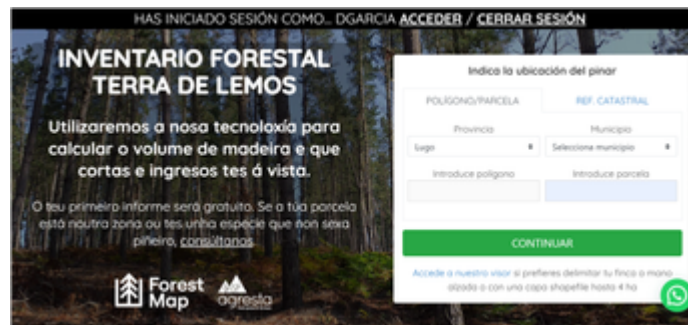 HAS INICIADO SESIÓN COMO... DGARCIA ACCEDER / CERRAR SESIÓN
INVENTARIO FORESTAL
TERRA DE LEMOS
Utilizaremos a nosa tecnoloxía para
calcular o volume de madeira e que
cortas e ingresos tes á vista.
O teu primeiro informe será gratuito. Se a túa parcela
está noutra zona ou tes unha especie que non sexa
piñeiro, consúltanos.
Forest
Map
agresta
Indica la ubicación del pinar
POLÍGONO/PARCELA REF. CATASTRAL
Provincia Municipio
Lugo Selecciona municipio
Introduce polígono Introduce parcela
CONTINUAR
Accede a nuestro visor si prefieres delimitar tu finca a mano
alzada o con una capa shapefile hasta 4 ha